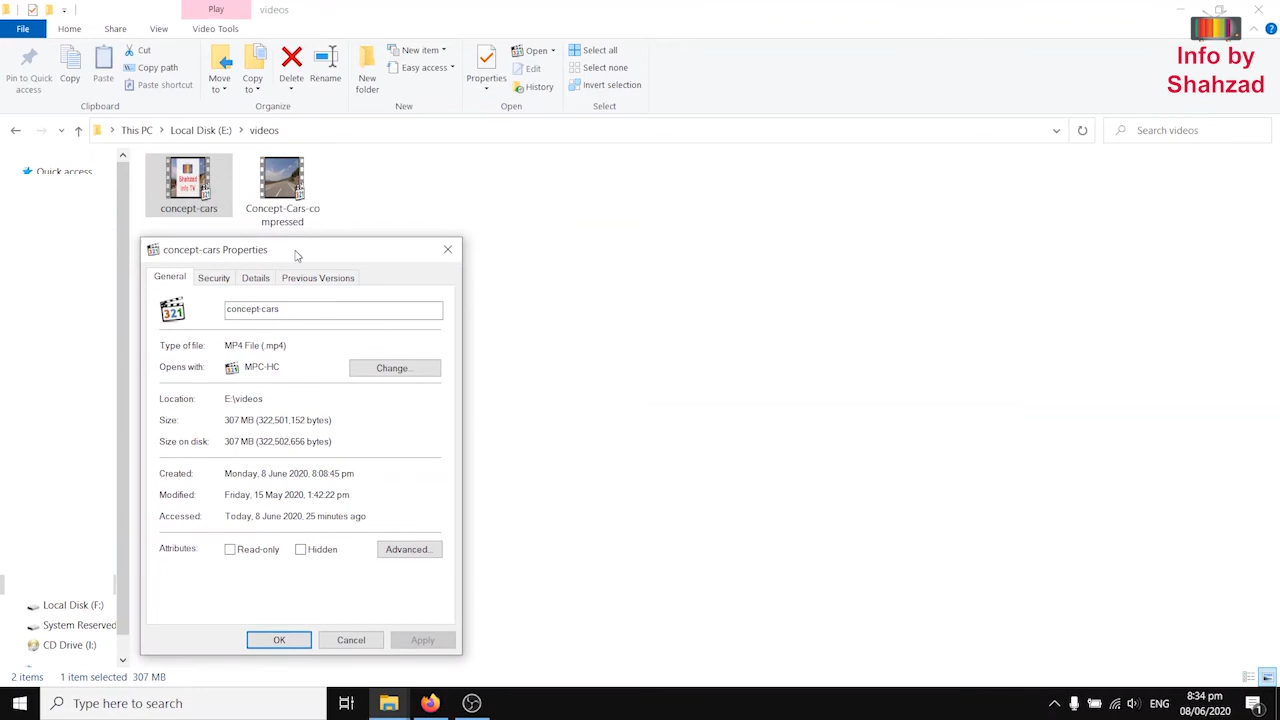 Play videos
File Home Share View Video Tools
Pin to Quick access
Copy
Paste
Cut
Copy path
Paste shortcut
Clipboard
Move to
Copy to
Delete
Rename
Organize
New folder
New item
Easy access
New
Properties
Open
Edit
History
Open
Select all
Select none
Invert selection
Select
Info by
Shahzad
This PC > Local Disk (E:) > videos
Search videos
Quick access
Shahzad
info TV
321
concept-cars
321
Concept-Cars-co
mpressed
concept-cars Properties
General Security Details Previous Versions
321
concept-cars
Type of file: MP4 File (.mp4)
Opens with: MPC-HC Change...
Location: E:\videos
Size: 307 MB (322,501,152 bytes)
Size on disk: 307 MB (322,502,656 bytes)
Created: Monday, 8 June 2020, 8:08:45 pm
Modified: Friday, 15 May 2020, 1:42:22 pm
Accessed: Today, 8 June 2020, 25 minutes ago
Attributes: Read-only Hidden Advanced...
OK Cancel Apply
Local Disk (F:)
System Reserved
CD Drive (I:)
2 items 1 item selected 307 MB
Type here to search
ENG
8:34 pm
08/06/2020
1